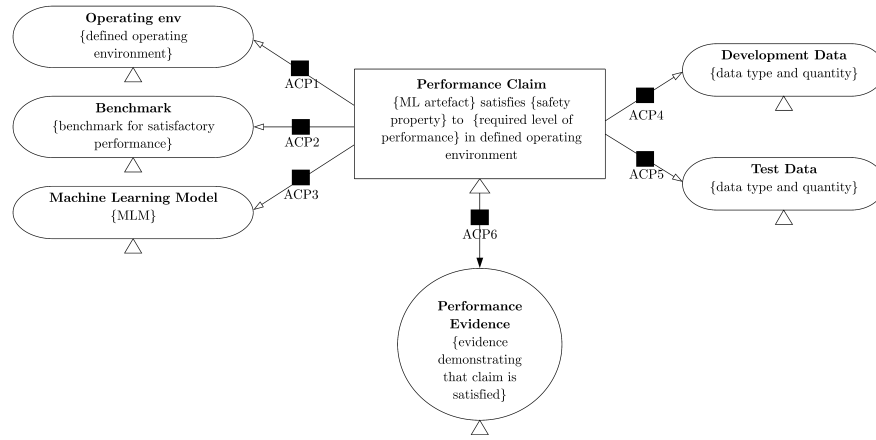 Operating env
{defined operating
environment}
ACP1
Benchmark
{benchmark for satisfactory
performance}
ACP2
Machine Learning Model
{MLM}
ACP3
Performance Claim
{ML artefact} satisfies {safety
property} to {required level of
performance} in defined operating
environment
ACP4
Development Data
{data type and quantity}
ACP5
Test Data
{data type and quantity}
ACP6
Performance
Evidence
{evidence
demonstrating
that claim is
satisfied}